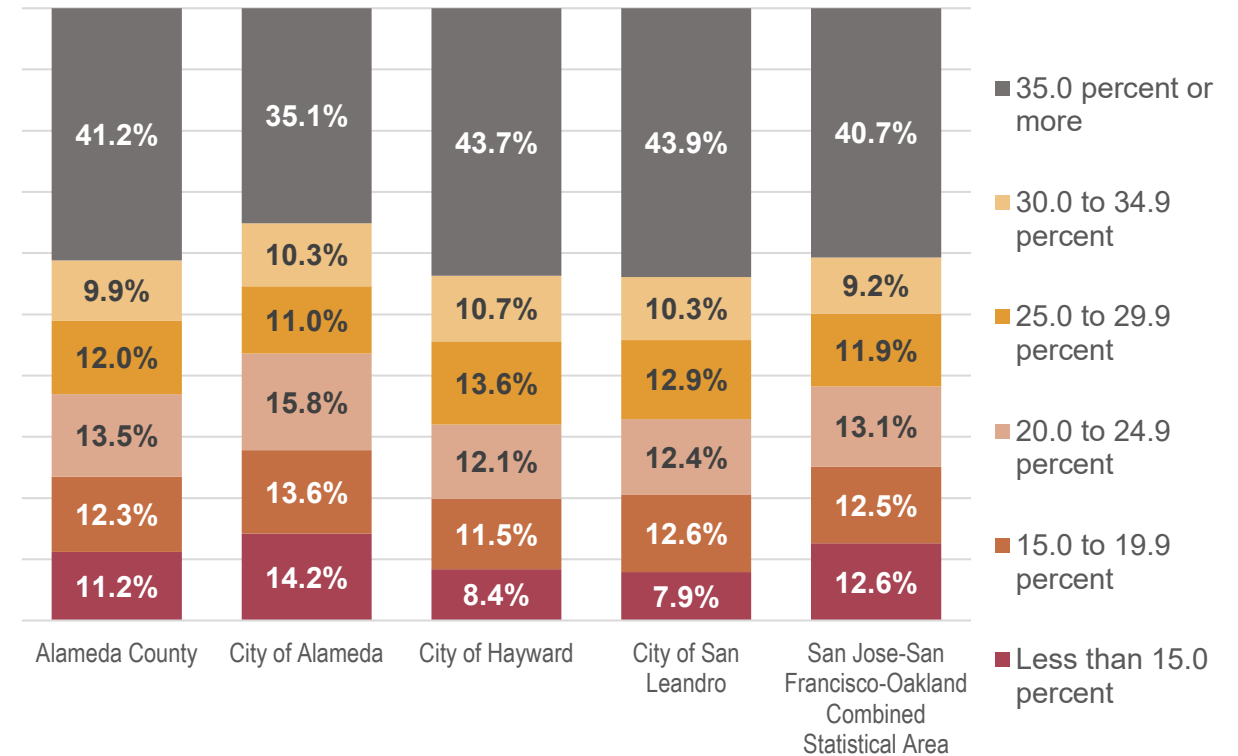 41.2%
35.1%
43.7%
43.9%
40.7%
9.9%
10.3%
10.7%
10.3%
9.2%
12.0%
11.0%
13.6%
12.9%
11.9%
13.5%
15.8%
12.1%
12.4%
13.1%
12.3%
13.6%
11.5%
12.6%
12.5%
11.2%
14.2%
8.4%
7.9%
12.6%
Alameda County
City of Alameda
City of Hayward
City of San
Leandro
San Jose-San
Francisco-Oakland
Combined
Statistical Area
35.0 percent or
more
30.0 to 34.9
percent
25.0 to 29.9
percent
20.0 to 24.9
percent
15.0 to 19.9
percent
Less than 15.0
percent